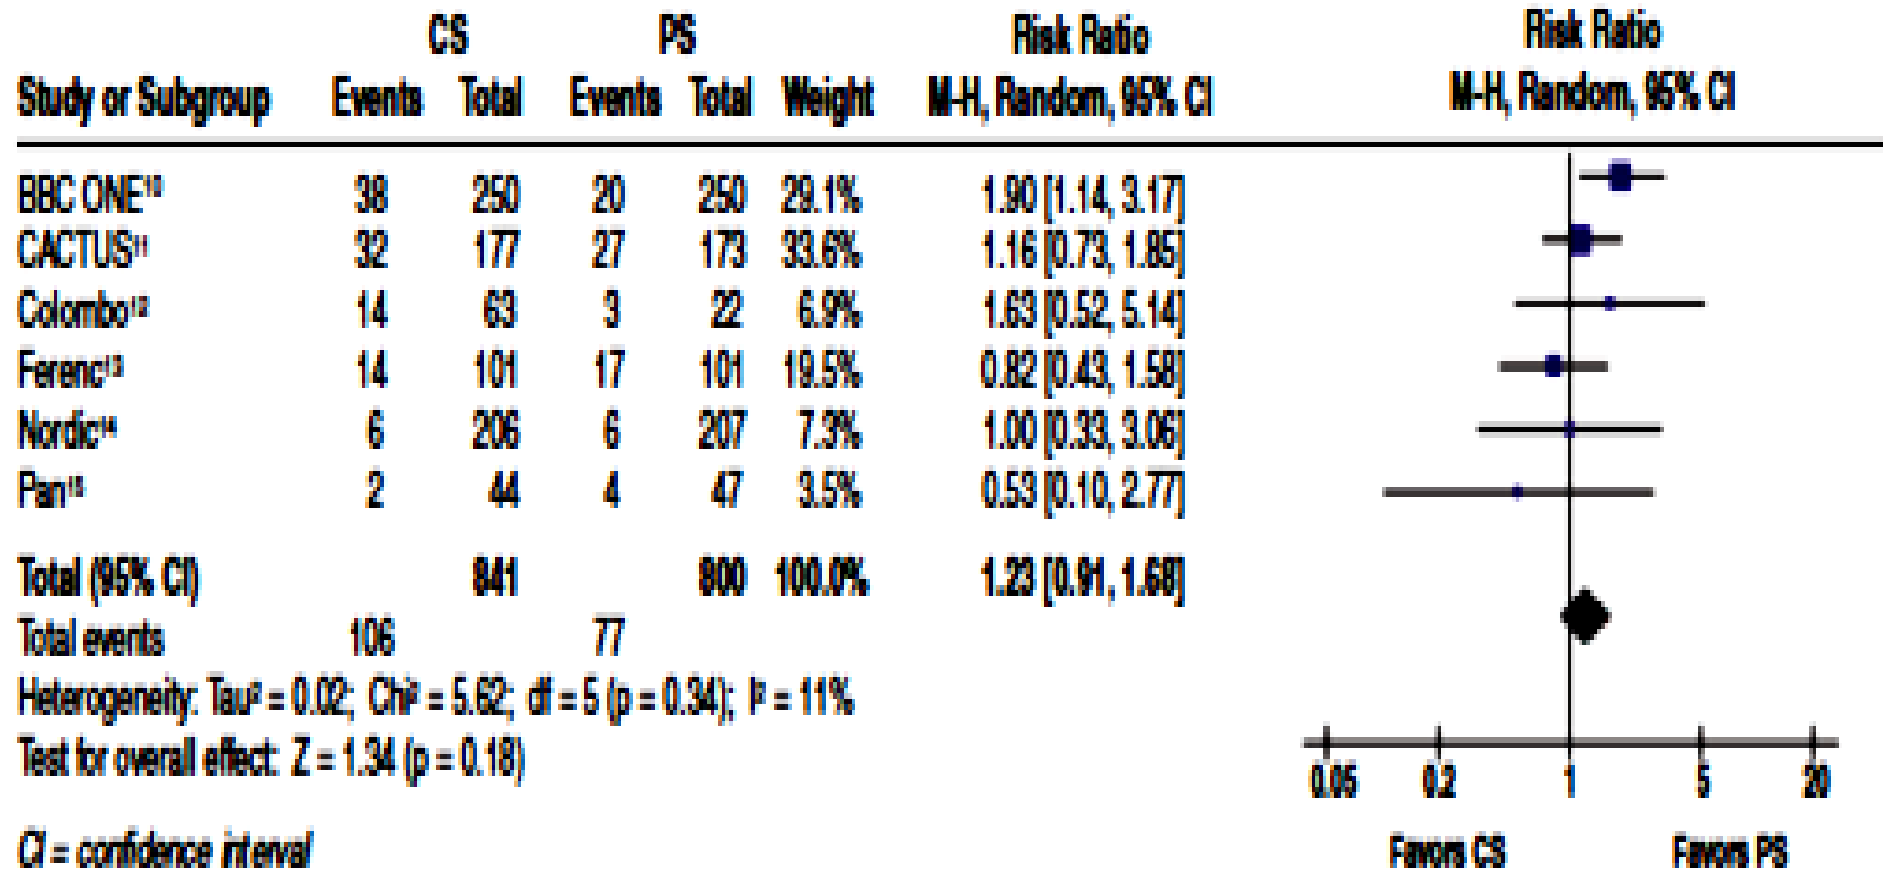 CS PS Risk Ratio Risk Ratio
Study or Subgroup Events Total Events Total Weight M-H, Random, 95% CI M-H, Random, 95% CI
BBC ONE¹⁰ 38 250 20 250 29.1% 1.90 [1.14, 3.17]
CACTUS¹¹ 32 177 27 173 33.6% 1.16 [0.73, 1.85]
Colombo¹² 14 63 3 22 6.9% 1.63 [0.52, 5.14]
Ferenc¹³ 14 101 17 101 19.5% 0.82 [0.43, 1.58]
Nordic¹⁴ 6 206 6 207 7.3% 1.00 [0.33, 3.06]
Pan¹⁵ 2 44 4 47 3.5% 0.53 [0.10, 2.77]
Total (95% CI) 841 800 100.0% 1.23 [0.91, 1.68]
Total events 106 77
Heterogeneity: Tau² = 0.02; Chi² = 5.62; df = 5 (p = 0.34); I² = 11%
Test for overall effect: Z = 1.34 (p = 0.18)
0.05 0.2 1 5 20
CI = confidence interval Favors CS Favors PS